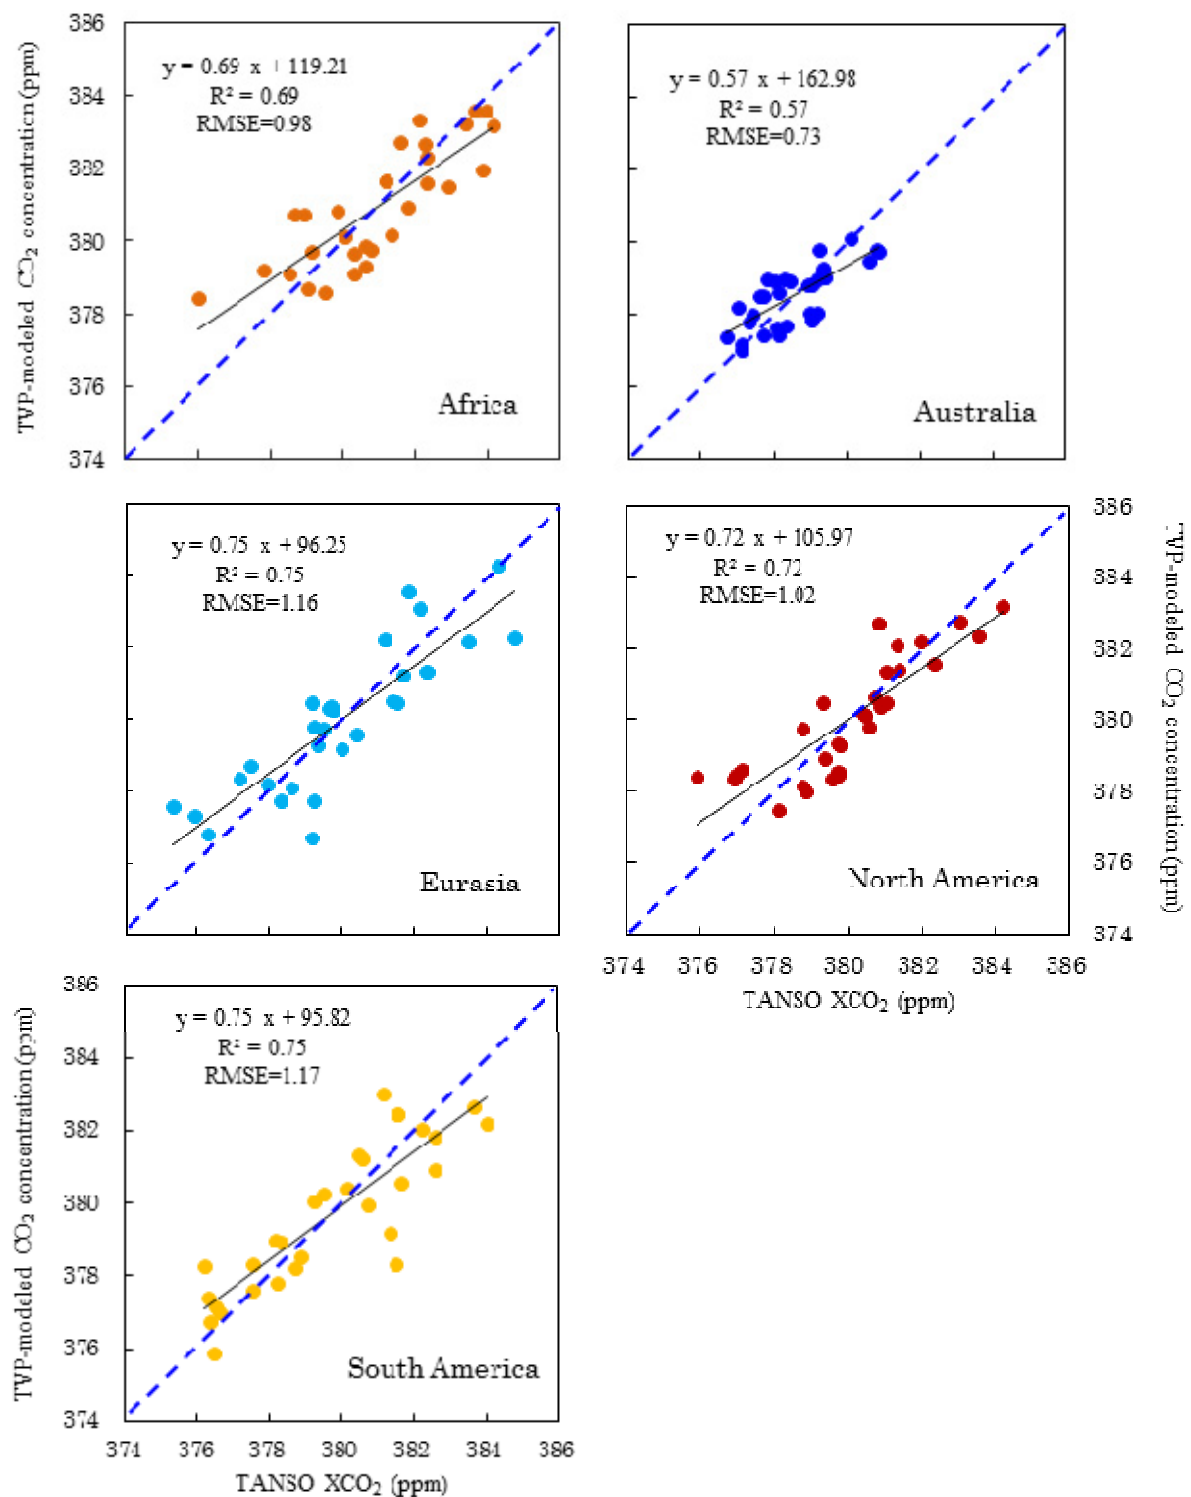 386
384
382
380
378
376
374
TVP-modeled CO₂ concentration (ppm)
y = 0.69 x + 119.21
R² = 0.69
RMSE=0.98
Africa
y = 0.57 x + 162.98
R² = 0.57
RMSE=0.73
Australia
y = 0.75 x + 96.25
R² = 0.75
RMSE=1.16
Eurasia
y = 0.72 x + 105.97
R² = 0.72
RMSE=1.02
North America
386
384
382
380
378
376
374
TVP-modeled CO₂ concentration (ppm)
374 376 378 380 382 384 386
TANSO XCO₂ (ppm)
386
384
382
380
378
376
374
TVP-modeled CO₂ concentration (ppm)
y = 0.75 x + 95.82
R² = 0.75
RMSE=1.17
South America
374 376 378 380 382 384 386
TANSO XCO₂ (ppm)